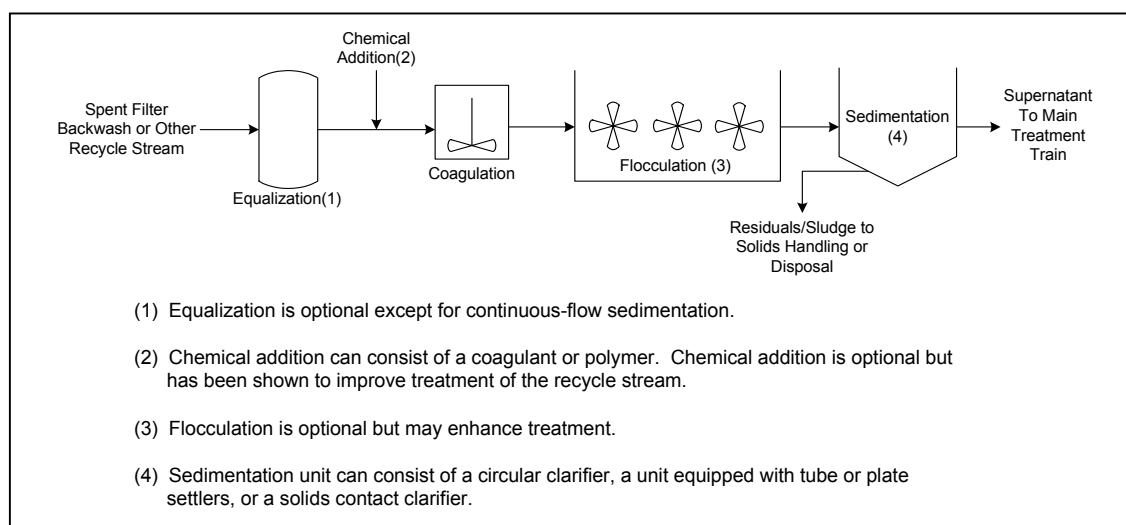 Chemical
Addition(2)
Spent Filter
Backwash or Other
Recycle Stream
Equalization(1)
Coagulation
Flocculation (3)
Sedimentation
(4)
Supernatant
To Main
Treatment
Train
Residuals/Sludge to
Solids Handling or
Disposal
(1) Equalization is optional except for continuous-flow sedimentation.
(2) Chemical addition can consist of a coagulant or polymer. Chemical addition is optional but
has been shown to improve treatment of the recycle stream.
(3) Flocculation is optional but may enhance treatment.
(4) Sedimentation unit can consist of a circular clarifier, a unit equipped with tube or plate
settlers, or a solids contact clarifier.